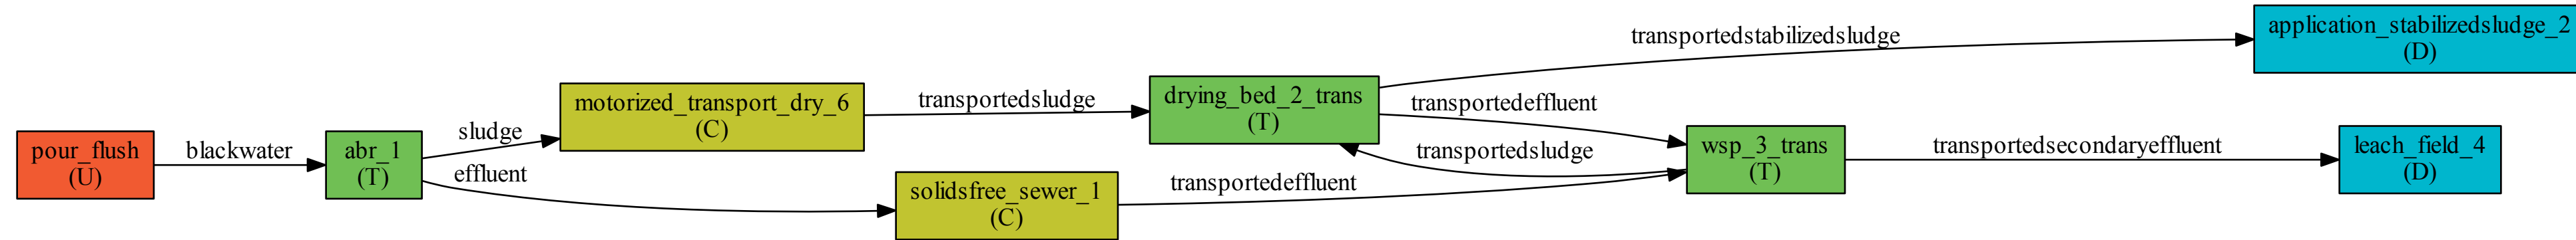 pour_flush
(U)
blackwater
abr_1
(T)
sludge
effluent
motorized_transport_dry_6
(C)
solidsfree_sewer_1
(C)
transportedsludge
transportedeffluent
drying_bed_2_trans
(T)
transportedstabilizedsludge
transportedeffluent
transportedsludge
wsp_3_trans
(T)
transportedsecondaryeffluent
application_stabilizedsludge_2
(D)
leach_field_4
(D)